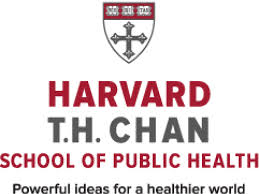 HARVARD
T.H. CHAN
SCHOOL OF PUBLIC HEALTH
Powerful ideas for a healthier world